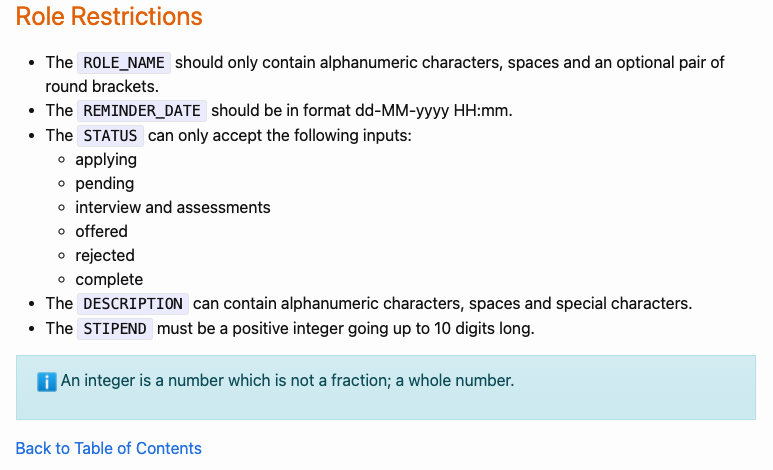 Role Restrictions
The ROLE_NAME should only contain alphanumeric characters, spaces and an optional pair of
round brackets.
The REMINDER_DATE should be in format dd-MM-yyyy HH:mm.
The STATUS can only accept the following inputs:
applying
pending
interview and assessments
offered
rejected
complete
The DESCRIPTION can contain alphanumeric characters, spaces and special characters.
The STIPEND must be a positive integer going up to 10 digits long.
An integer is a number which is not a fraction; a whole number.
Back to Table of Contents